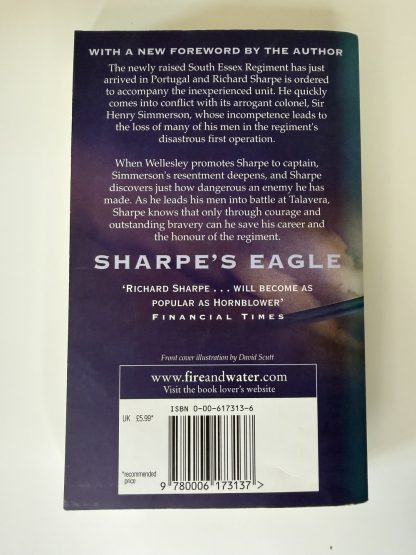 WITH A NEW FOREWORD BY THE AUTHOR
The newly raised South Essex Regiment has just
arrived in Portugal and Richard Sharpe is ordered
to accompany the inexperienced unit. He quickly
comes into conflict with its arrogant colonel, Sir
Henry Simmerson, whose incompetence leads to
the loss of many of his men in the regiment's
disastrous first operation.
When Wellesley promotes Sharpe to captain,
Simmerson's resentment deepens, and Sharpe
discovers just how dangerous an enemy he has
made. As he leads his men into battle at Talavera,
Sharpe knows that only through courage and
outstanding bravery can he save his career and
the honour of the regiment.
SHARPE'S EAGLE
'RICHARD SHARPE . . . WILL BECOME AS
POPULAR AS HORNBLOWER'
FINANCIAL TIMES
Front cover illustration by David Scutt
www.fireandwater.com
Visit the book lover's website
ISBN 0-00-617313-6
UK £5.99*
*recommended
price
9 780006 173137 >